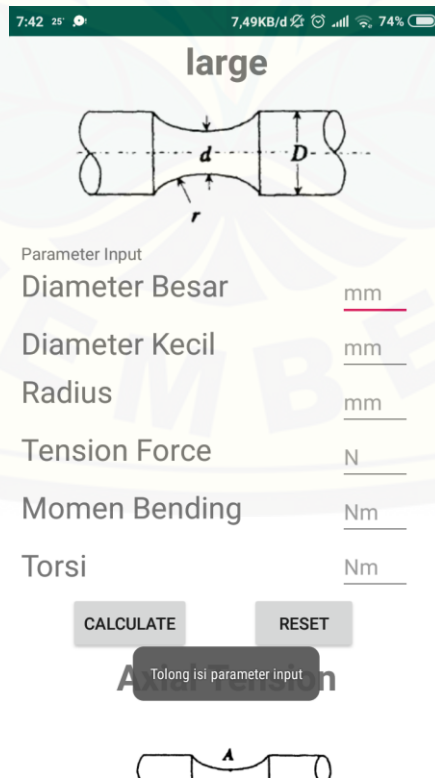 7:42 25° 7,49KB/d 74%
large
d
D
r
Parameter Input
Diameter Besar mm
Diameter Kecil mm
Radius mm
Tension Force N
Momen Bending Nm
Torsi Nm
CALCULATE RESET
Axial Tension
Tolong isi parameter input
A